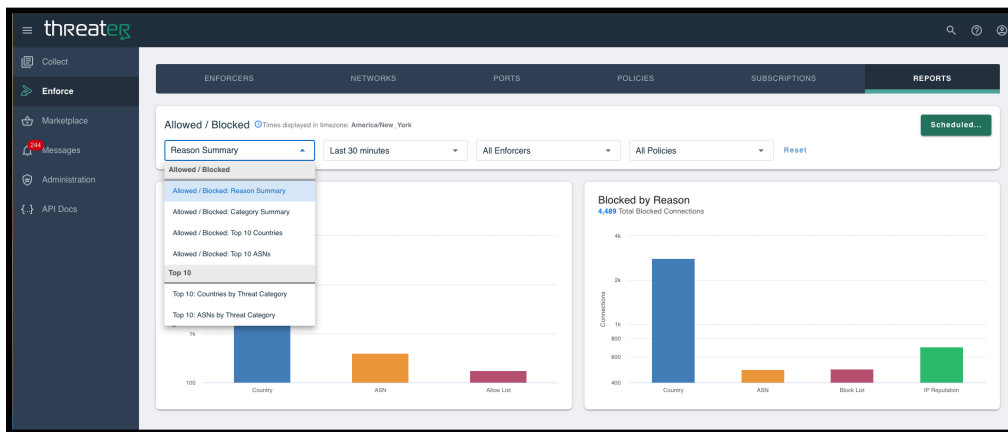 threater
Collect
Enforce
Marketplace
244
Messages
Administration
{..} API Docs
ENFORCERS NETWORKS PORTS POLICIES SUBSCRIPTIONS REPORTS
Allowed / Blocked Times displayed in timezone: America/New_York
Scheduled...
Reason Summary Last 30 minutes All Enforcers All Policies Reset
Allowed / Blocked
Allowed / Blocked: Reason Summary
Allowed / Blocked: Category Summary
Allowed / Blocked: Top 10 Countries
Allowed / Blocked: Top 10 ASNs
Top 10
Top 10: Countries by Threat Category
Top 10: ASNs by Threat Category
1k
100
Country ASN Allow List
Blocked by Reason
4,489 Total Blocked Connections
Connections
4k
2k
1k
800
600
400
Country ASN Block List IP Reputation